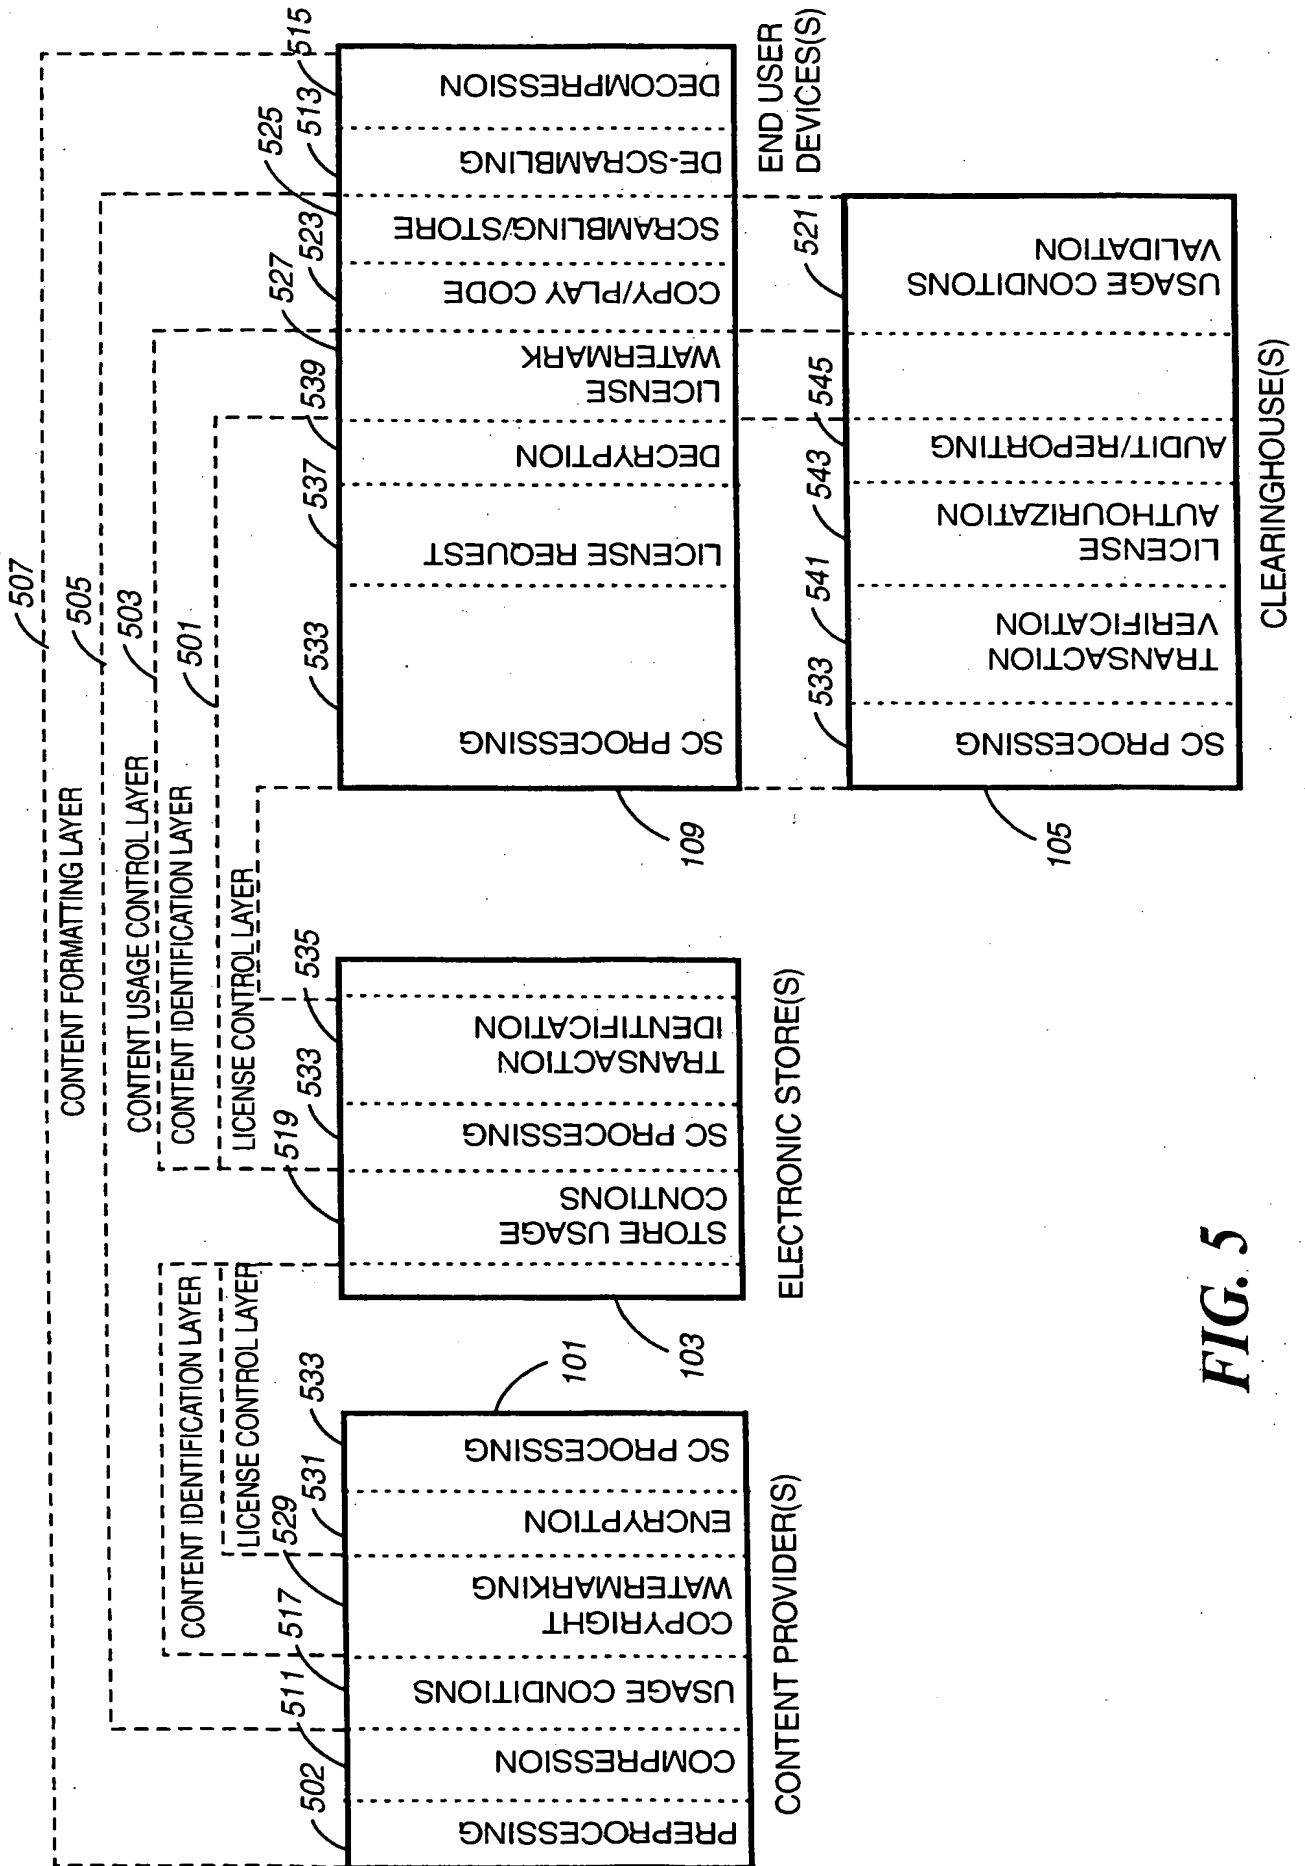 507
CONTENT FORMATTING LAYER
505
CONTENT USAGE CONTROL LAYER
503
CONTENT IDENTIFICATION LAYER
501
LICENSE CONTROL LAYER
CONTENT IDENTIFICATION LAYER
LICENSE CONTROL LAYER
502
511
517
529
531
533
101
PREPROCESSING
COMPRESSION
USAGE CONDITIONS
COPYRIGHT
WATERMARKING
ENCRYPTION
SC PROCESSING
CONTENT PROVIDER(S)
519
533
535
STORE USAGE
CONTIONS
SC PROCESSING
TRANSACTION
IDENTIFICATION
103
ELECTRONIC STORE(S)
533
537
539
527
523
525
513
515
SC PROCESSING
LICENSE REQUEST
DECRYPTION
LICENSE
WATERMARK
COPY/PLAY CODE
SCRAMBLING/STORE
DE-SCRAMBLING
DECOMPRESSION
109
END USER
DEVICES(S)
533
541
543
545
521
SC PROCESSING
TRANSACTION
VERIFICATION
LICENSE
AUTHOURIZATION
AUDIT/REPORTING
USAGE CONDITONS
VALIDATION
105
CLEARINGHOUSE(S)
FIG. 5